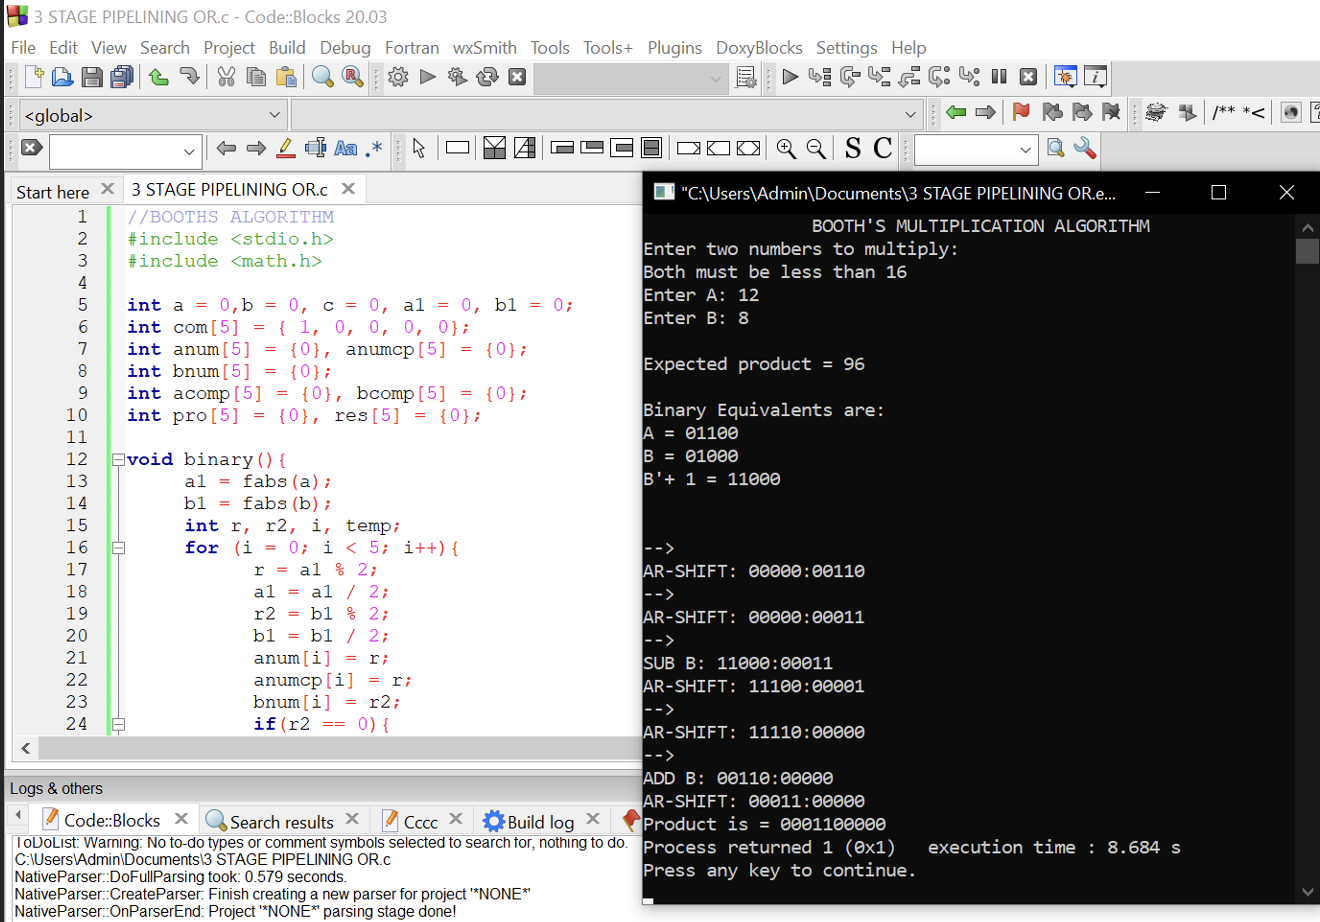 3 STAGE PIPELINING OR.c - Code::Blocks 20.03
File Edit View Search Project Build Debug Fortran wxSmith Tools Tools+ Plugins DoxyBlocks Settings Help
<global>
/** *<
Aa .*
S C
Start here
3 STAGE PIPELINING OR.c
1 //BOOTHS ALGORITHM
2 #include <stdio.h>
3 #include <math.h>
4
5 int a = 0,b = 0, c = 0, a1 = 0, b1 = 0;
6 int com[5] = { 1, 0, 0, 0, 0};
7 int anum[5] = {0}, anumcp[5] = {0};
8 int bnum[5] = {0};
9 int acomp[5] = {0}, bcomp[5] = {0};
10 int pro[5] = {0}, res[5] = {0};
11
12 void binary(){
13 a1 = fabs(a);
14 b1 = fabs(b);
15 int r, r2, i, temp;
16 for (i = 0; i < 5; i++){
17 r = a1 % 2;
18 a1 = a1 / 2;
19 r2 = b1 % 2;
20 b1 = b1 / 2;
21 anum[i] = r;
22 anumcp[i] = r;
23 bnum[i] = r2;
24 if(r2 == 0){
Logs & others
Code::Blocks
Search results
Cccc
Build log
ToDoList: Warning: No to-do types or comment symbols selected to search for, nothing to do.
C:\Users\Admin\Documents\3 STAGE PIPELINING OR.c
NativeParser::DoFullParsing took: 0.579 seconds.
NativeParser::CreateParser: Finish creating a new parser for project '*NONE*'
NativeParser::OnParserEnd: Project '*NONE*' parsing stage done!
"C:\Users\Admin\Documents\3 STAGE PIPELINING OR.e...
BOOTH'S MULTIPLICATION ALGORITHM
Enter two numbers to multiply:
Both must be less than 16
Enter A: 12
Enter B: 8
Expected product = 96
Binary Equivalents are:
A = 01100
B = 01000
B'+ 1 = 11000
-->
AR-SHIFT: 00000:00110
-->
AR-SHIFT: 00000:00011
-->
SUB B: 11000:00011
AR-SHIFT: 11100:00001
-->
AR-SHIFT: 11110:00000
-->
ADD B: 00110:00000
AR-SHIFT: 00011:00000
Product is = 0001100000
Process returned 1 (0x1) execution time : 8.684 s
Press any key to continue.